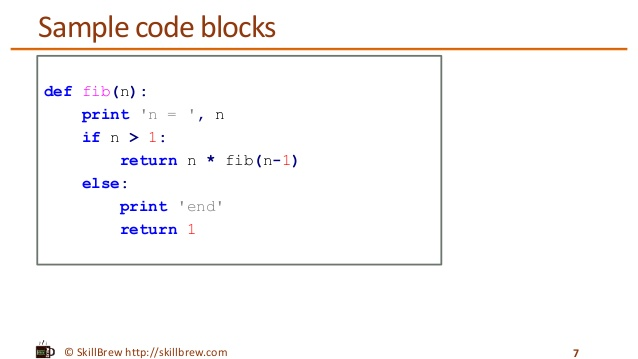 Sample code blocks
def fib(n):
    print 'n = ', n
    if n > 1:
        return n * fib(n-1)
    else:
        print 'end'
        return 1
© SkillBrew http://skillbrew.com
7